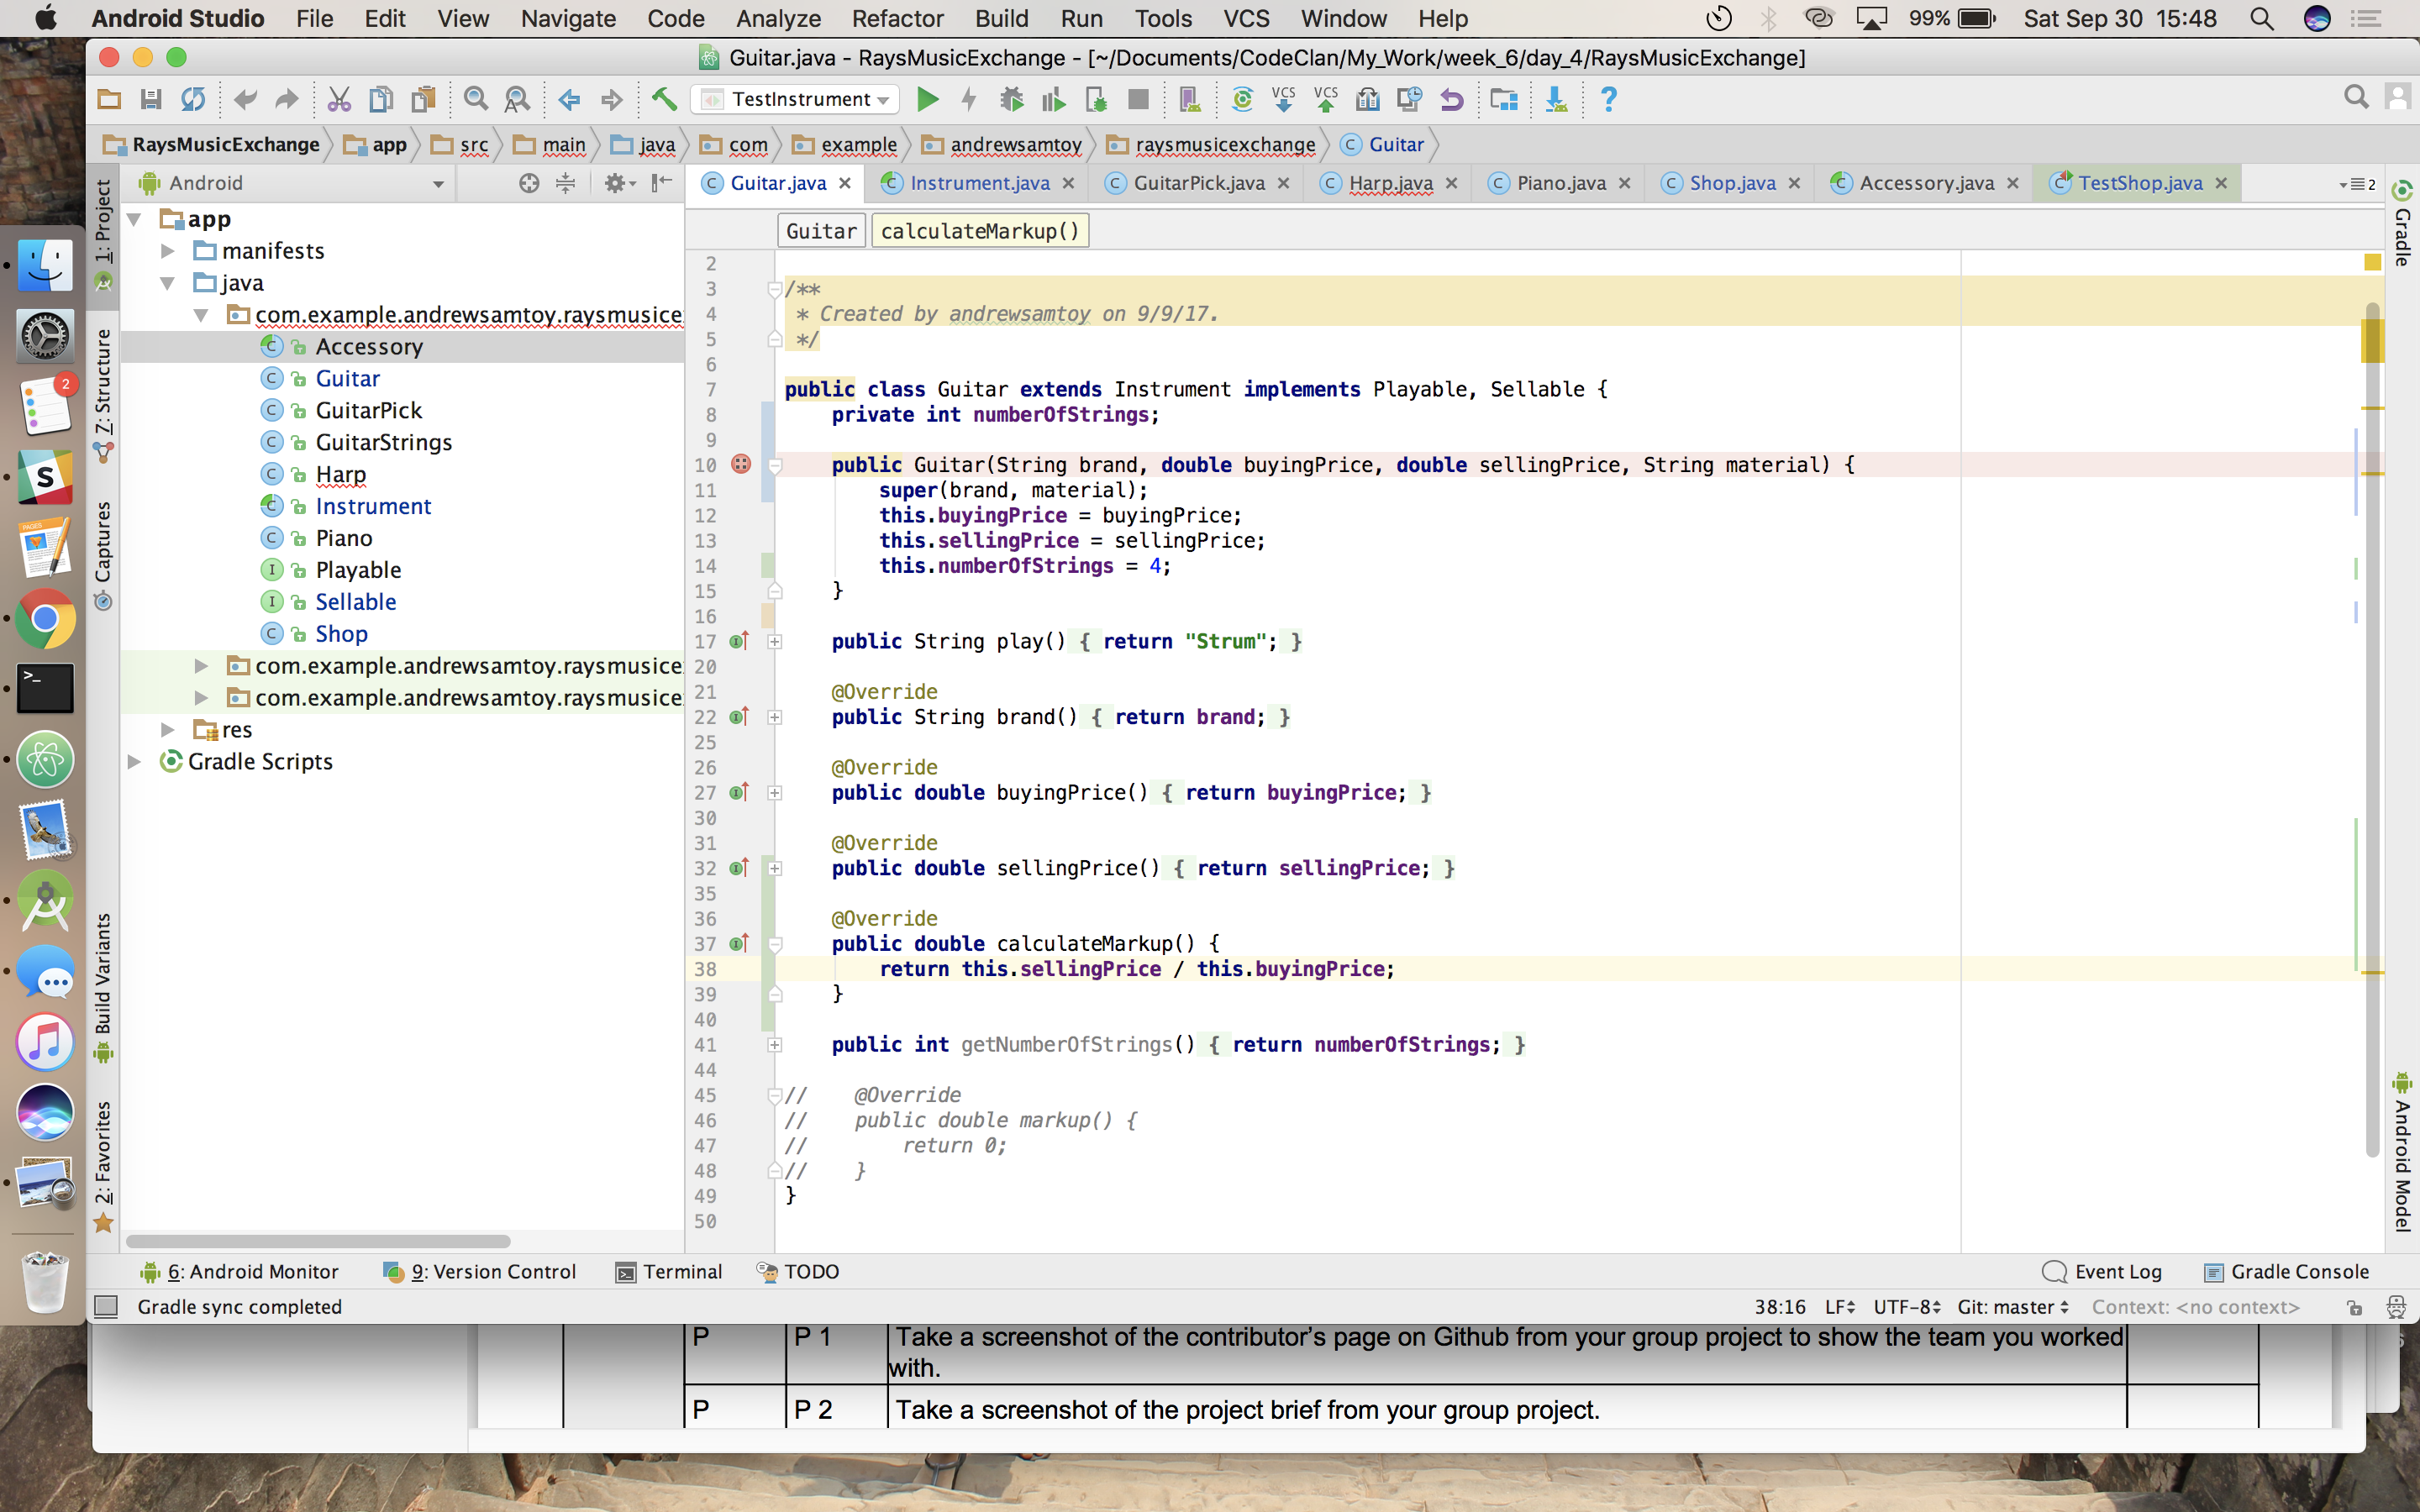 Android Studio File Edit View Navigate Code Analyze Refactor Build Run Tools VCS Window Help 99% Sat Sep 30 15:48
Guitar.java - RaysMusicExchange - [~/Documents/CodeClan/My_Work/week_6/day_4/RaysMusicExchange]
TestInstrument VCS VCS ?
RaysMusicExchange app src main java com example andrewsamtoy raysmusicexchange C Guitar
Android
Guitar.java Instrument.java GuitarPick.java Harp.java Piano.java Shop.java Accessory.java TestShop.java 2
Guitar calculateMarkup()
1: Project
7: Structure
Captures
Build Variants
2: Favorites
app
manifests
java
com.example.andrewsamtoy.raysmusice
Accessory
Guitar
GuitarPick
GuitarStrings
Harp
Instrument
Piano
Playable
Sellable
Shop
com.example.andrewsamtoy.raysmusice
com.example.andrewsamtoy.raysmusice
res
Gradle Scripts
2
3 /**
4 * Created by andrewsamtoy on 9/9/17.
5 */
6
7 public class Guitar extends Instrument implements Playable, Sellable {
8 private int numberOfStrings;
9
10 public Guitar(String brand, double buyingPrice, double sellingPrice, String material) {
11 super(brand, material);
12 this.buyingPrice = buyingPrice;
13 this.sellingPrice = sellingPrice;
14 this.numberOfStrings = 4;
15 }
16
17 public String play() { return "Strum"; }
20
21 @Override
22 public String brand() { return brand; }
25
26 @Override
27 public double buyingPrice() { return buyingPrice; }
30
31 @Override
32 public double sellingPrice() { return sellingPrice; }
35
36 @Override
37 public double calculateMarkup() {
38 return this.sellingPrice / this.buyingPrice;
39 }
40
41 public int getNumberOfStrings() { return numberOfStrings; }
44
45 // @Override
46 // public double markup() {
47 // return 0;
48 // }
49 }
50
Gradle
Android Model
6: Android Monitor 9: Version Control Terminal TODO Event Log Gradle Console
Gradle sync completed 38:16 LF UTF-8 Git: master Context: <no context>
P P 1 Take a screenshot of the contributor's page on Github from your group project to show the team you worked
with.
P P 2 Take a screenshot of the project brief from your group project.
2
S
PAGES
>_